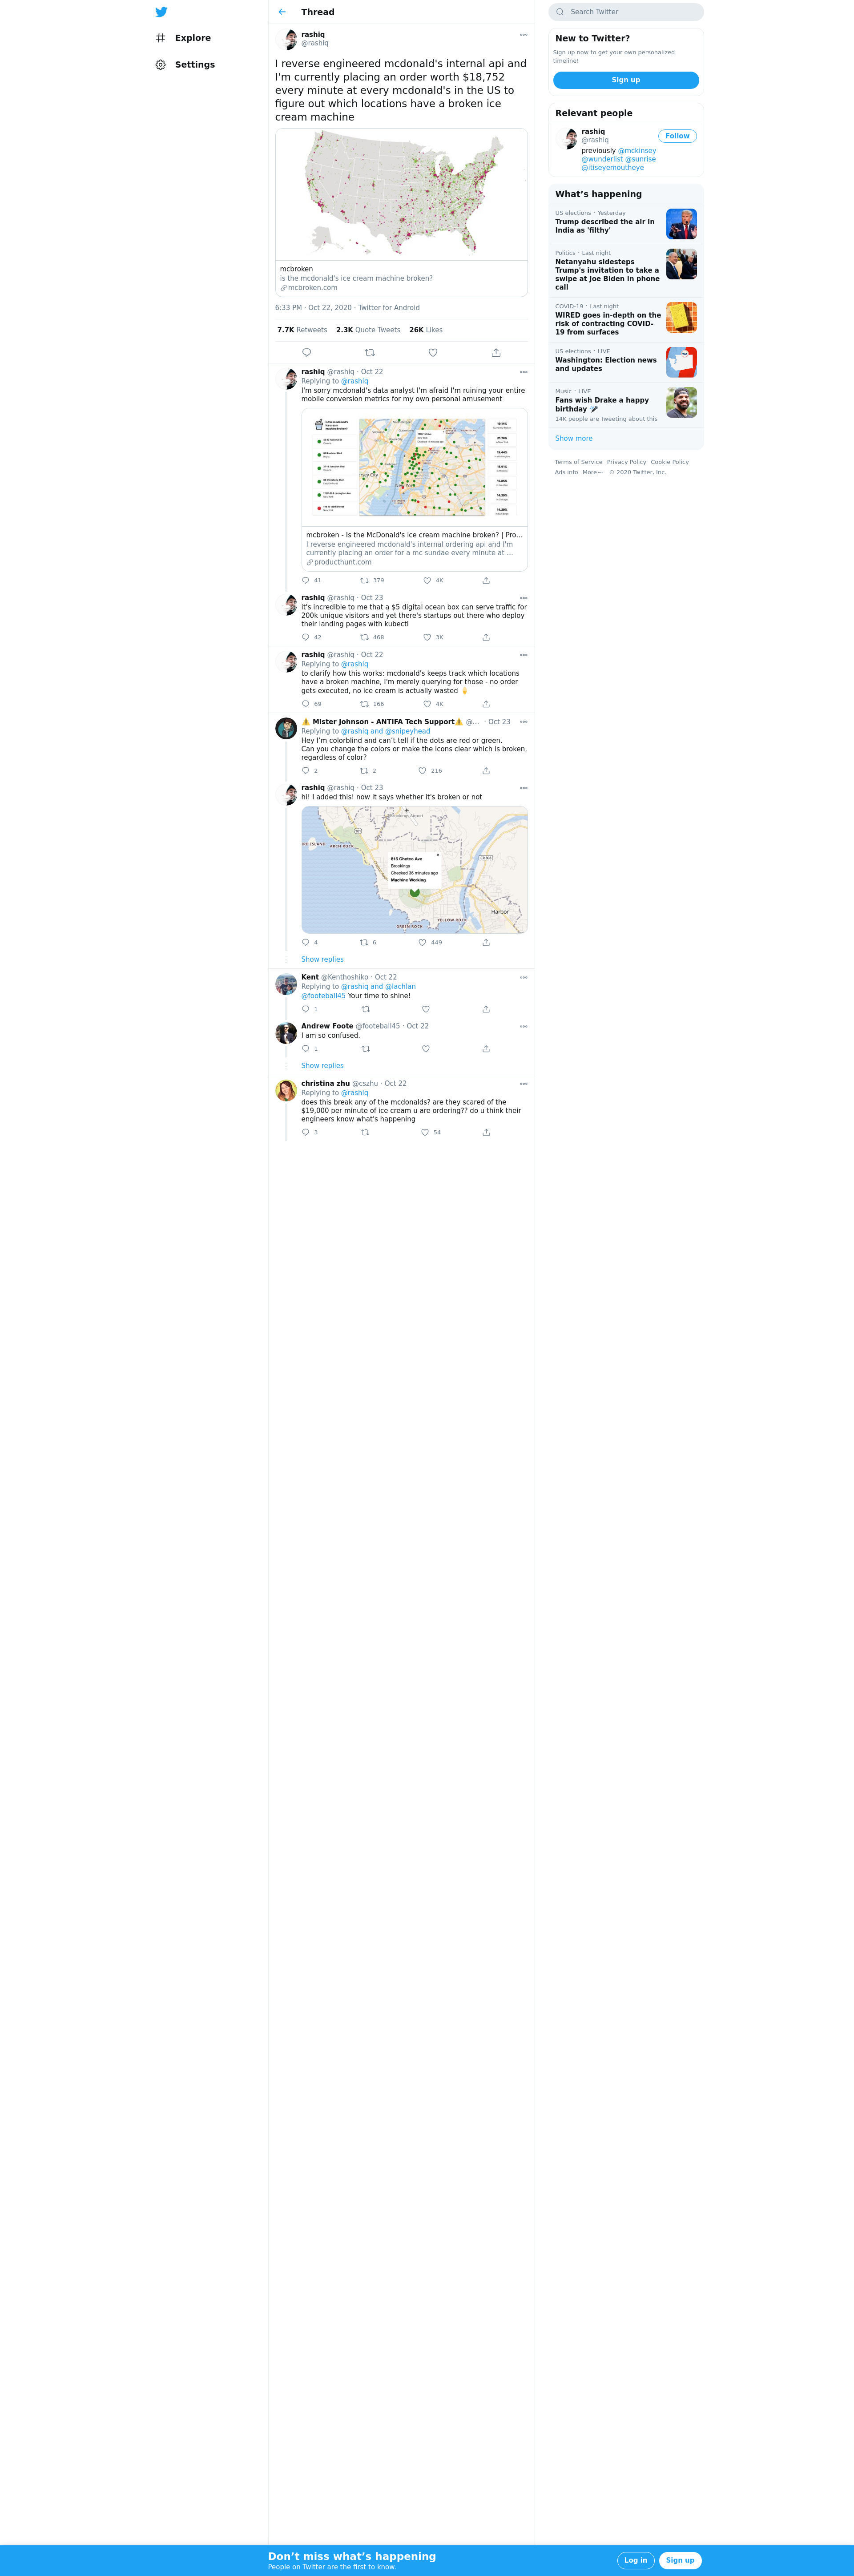 Explore
Settings
Thread
rashiq
@rashiq
I reverse engineered mcdonald's internal api and
I'm currently placing an order worth $18,752
every minute at every mcdonald's in the US to
figure out which locations have a broken ice
cream machine
mcbroken
is the mcdonald's ice cream machine broken?
mcbroken.com
6:33 PM · Oct 22, 2020 · Twitter for Android
7.7K Retweets 2.3K Quote Tweets 26K Likes
rashiq @rashiq · Oct 22
Replying to @rashiq
I'm sorry mcdonald's data analyst I'm afraid I'm ruining your entire
mobile conversion metrics for my own personal amusement
mcbroken - Is the McDonald's ice cream machine broken? | Pro…
I reverse engineered mcdonald's internal ordering api and I'm
currently placing an order for a mc sundae every minute at …
producthunt.com
41 379 4K
rashiq @rashiq · Oct 23
it's incredible to me that a $5 digital ocean box can serve traffic for
200k unique visitors and yet there's startups out there who deploy
their landing pages with kubectl
42 468 3K
rashiq @rashiq · Oct 22
Replying to @rashiq
to clarify how this works: mcdonald's keeps track which locations
have a broken machine, I'm merely querying for those - no order
gets executed, no ice cream is actually wasted 🍦
69 166 4K
⚠️ Mister Johnson - ANTIFA Tech Support⚠️ @… · Oct 23
Replying to @rashiq and @snipeyhead
Hey I’m colorblind and can’t tell if the dots are red or green.
Can you change the colors or make the icons clear which is broken,
regardless of color?
2 2 216
rashiq @rashiq · Oct 23
hi! I added this! now it says whether it's broken or not
Brookings Airport
ARCH ROCK
815 Chetco Ave
Brookings
Checked 36 minutes ago
Machine Working
Harbor
YELLOW ROCK
GREEN ROCK
4 6 449
Show replies
Kent @Kenthoshiko · Oct 22
Replying to @rashiq and @lachlan
@footeball45 Your time to shine!
1
Andrew Foote @footeball45 · Oct 22
I am so confused.
1
Show replies
christina zhu @cszhu · Oct 22
Replying to @rashiq
does this break any of the mcdonalds? are they scared of the
$19,000 per minute of ice cream u are ordering?? do u think their
engineers know what's happening
3 54
Search Twitter
New to Twitter?
Sign up now to get your own personalized
timeline!
Sign up
Relevant people
rashiq
@rashiq
Follow
previously @mckinsey
@wunderlist @sunrise
@itiseyemoutheye
What’s happening
US elections · Yesterday
Trump described the air in
India as 'filthy'
Politics · Last night
Netanyahu sidesteps
Trump's invitation to take a
swipe at Joe Biden in phone
call
COVID-19 · Last night
WIRED goes in-depth on the
risk of contracting COVID-
19 from surfaces
US elections · LIVE
Washington: Election news
and updates
Music · LIVE
Fans wish Drake a happy
birthday 🎤
14K people are Tweeting about this
Show more
Terms of Service Privacy Policy Cookie Policy
Ads info More © 2020 Twitter, Inc.
Don’t miss what’s happening
People on Twitter are the first to know.
Log in
Sign up